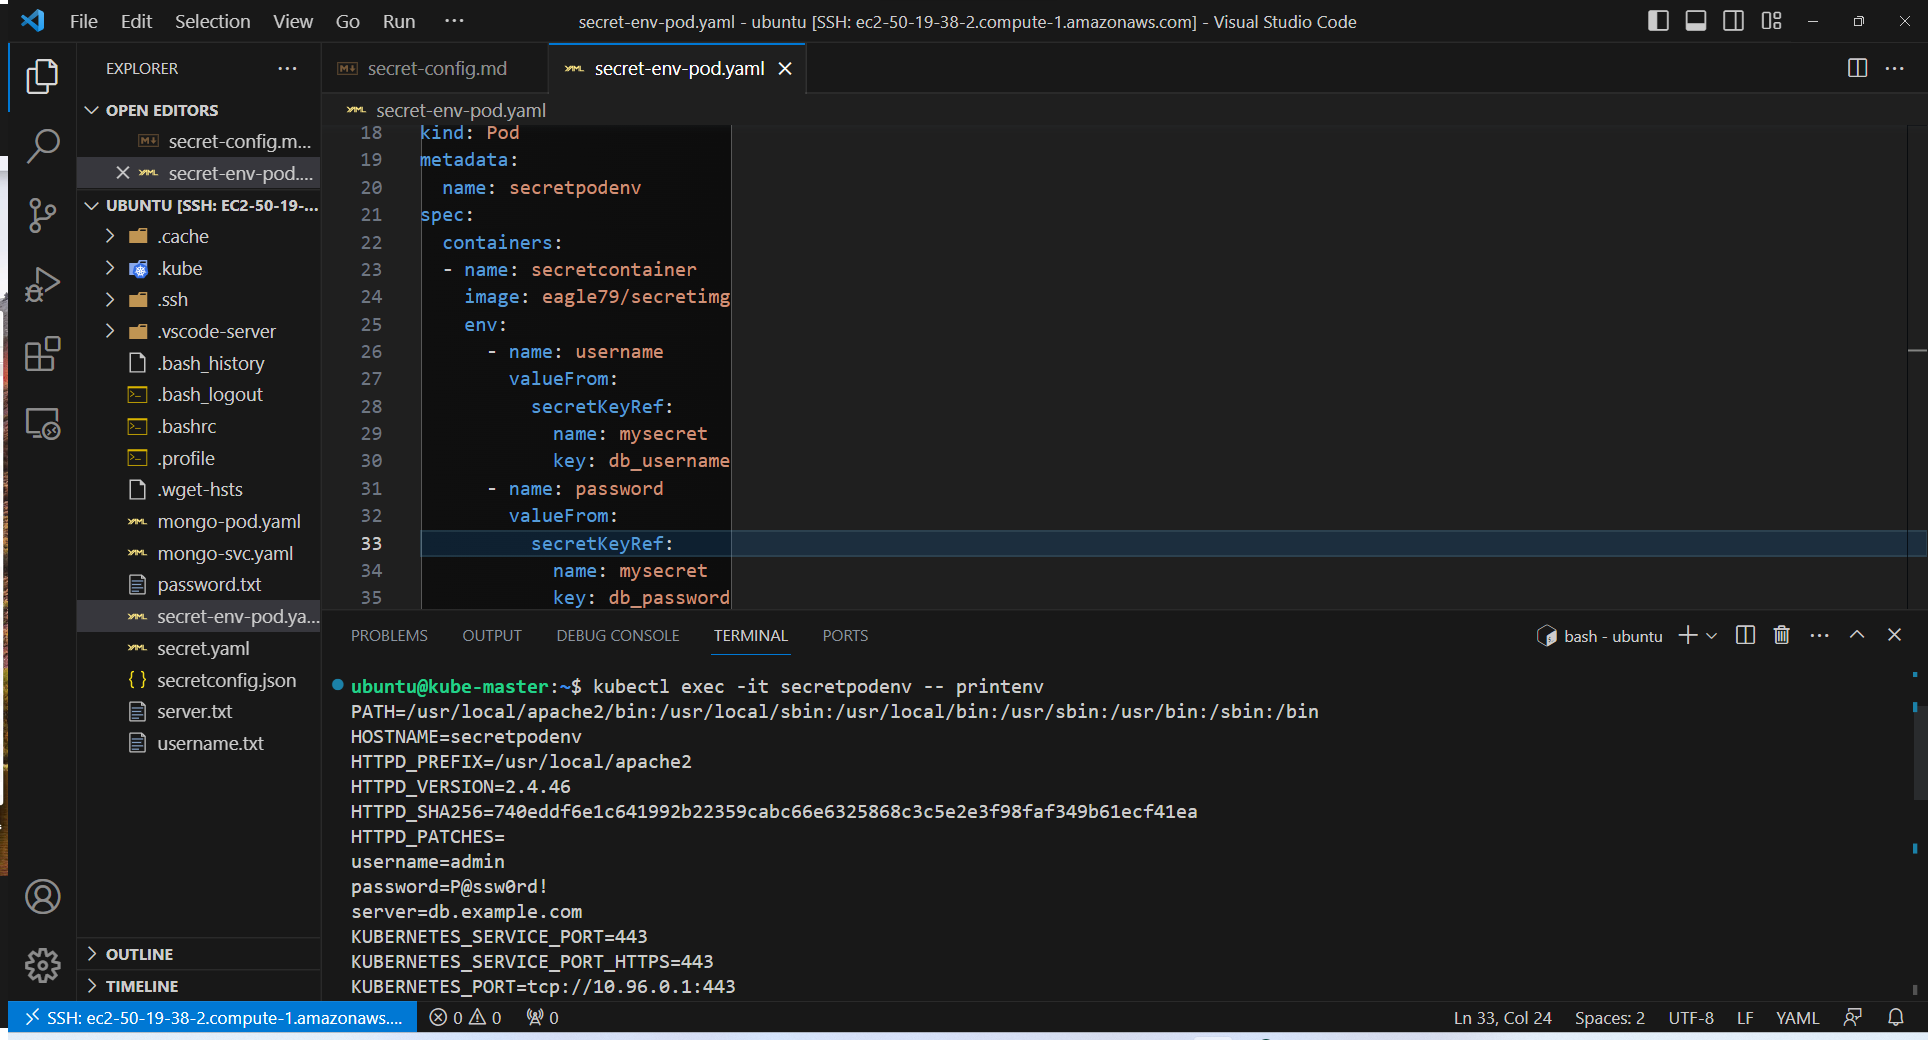 File Edit Selection View Go Run ···
secret-env-pod.yaml - ubuntu [SSH: ec2-50-19-38-2.compute-1.amazonaws.com] - Visual Studio Code
EXPLORER ···
OPEN EDITORS
secret-config.m...
secret-env-pod....
UBUNTU [SSH: EC2-50-19-...
.cache
.kube
.ssh
.vscode-server
.bash_history
.bash_logout
.bashrc
.profile
.wget-hsts
mongo-pod.yaml
mongo-svc.yaml
password.txt
secret-env-pod.ya...
secret.yaml
secretconfig.json
server.txt
username.txt
OUTLINE
TIMELINE
secret-config.md
secret-env-pod.yaml
secret-env-pod.yaml
18 kind: Pod
19 metadata:
20 name: secretpodenv
21 spec:
22 containers:
23 - name: secretcontainer
24 image: eagle79/secretimg
25 env:
26 - name: username
27 valueFrom:
28 secretKeyRef:
29 name: mysecret
30 key: db_username
31 - name: password
32 valueFrom:
33 secretKeyRef:
34 name: mysecret
35 key: db_password
PROBLEMS OUTPUT DEBUG CONSOLE TERMINAL PORTS
bash - ubuntu
ubuntu@kube-master:~$ kubectl exec -it secretpodenv -- printenv
PATH=/usr/local/apache2/bin:/usr/local/sbin:/usr/local/bin:/usr/sbin:/usr/bin:/sbin:/bin
HOSTNAME=secretpodenv
HTTPD_PREFIX=/usr/local/apache2
HTTPD_VERSION=2.4.46
HTTPD_SHA256=740eddf6e1c641992b22359cabc66e6325868c3c5e2e3f98faf349b61ecf41ea
HTTPD_PATCHES=
username=admin
password=P@ssw0rd!
server=db.example.com
KUBERNETES_SERVICE_PORT=443
KUBERNETES_SERVICE_PORT_HTTPS=443
KUBERNETES_PORT=tcp://10.96.0.1:443
SSH: ec2-50-19-38-2.compute-1.amazonaws.... 0 0 0
Ln 33, Col 24 Spaces: 2 UTF-8 LF YAML